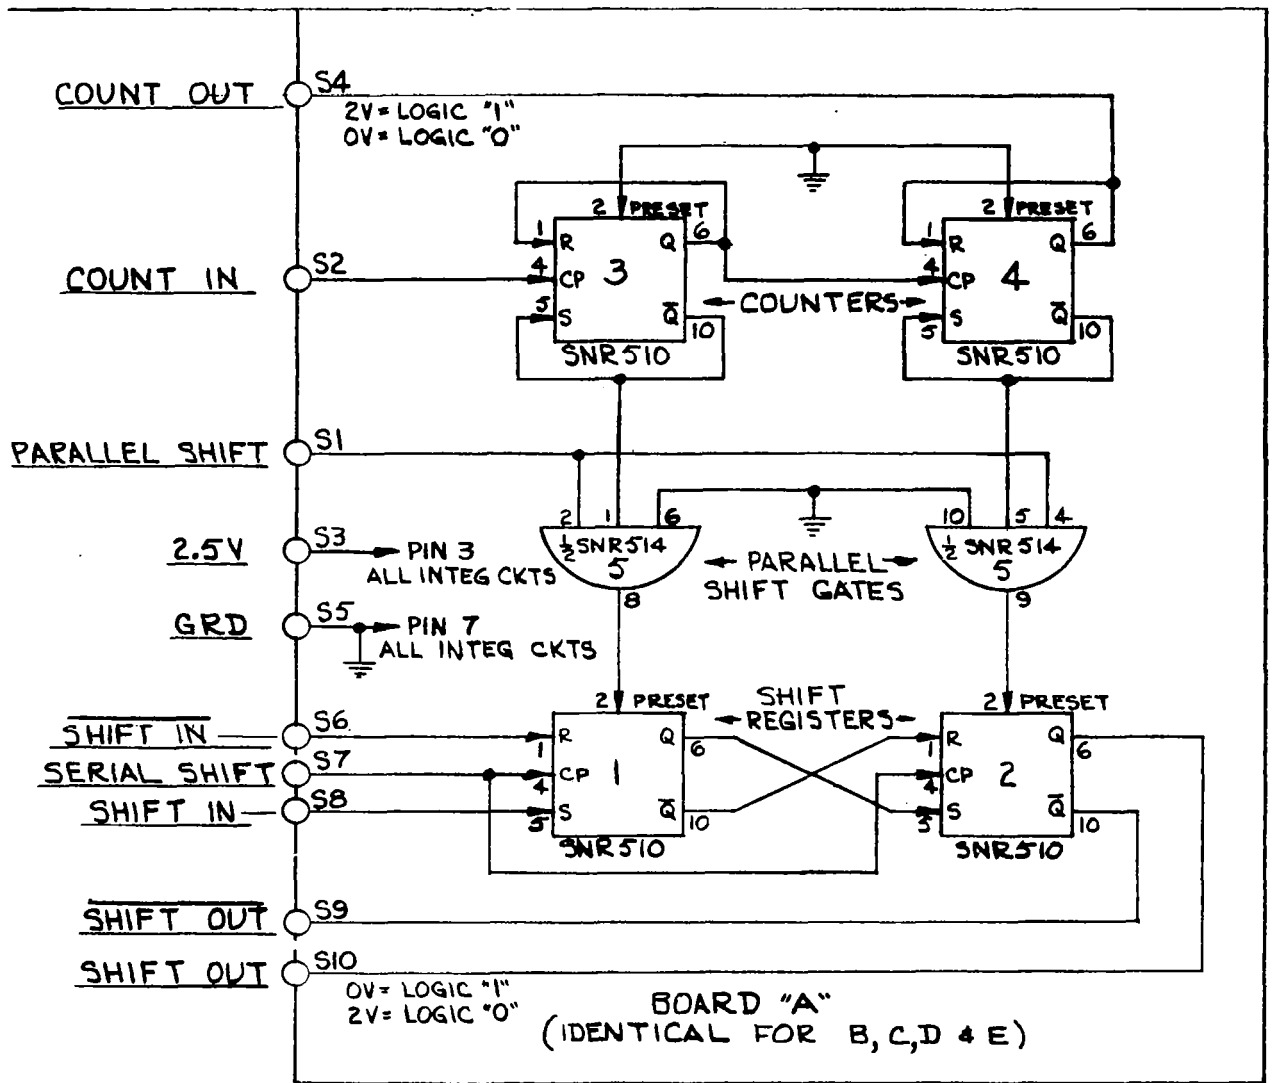 COUNT OUT
S4
2V = LOGIC "1"
0V = LOGIC "0"
2 PRESET
2 PRESET
1
R
Q
6
1
R
Q
6
COUNT IN
S2
4
CP
3
4
CP
4
← COUNTERS →
5
S
Q̅
10
5
S
Q̅
10
SNR510
SNR510
PARALLEL SHIFT
S1
2
1
6
10
5
4
½ SNR514
½ SNR514
2.5V
S3
PIN 3
ALL INTEG CKTS
5
5
← PARALLEL →
SHIFT GATES
8
9
GRD
S5
PIN 7
ALL INTEG CKTS
2 PRESET
SHIFT
← REGISTERS →
2 PRESET
S̅H̅I̅F̅T̅ I̅N̅
S6
R
1
Q
6
R
1
Q
6
SERIAL SHIFT
S7
CP
4
1
CP
4
2
SHIFT IN
S8
S
5
Q̅
10
S
5
Q̅
10
SNR510
SNR510
S̅H̅I̅F̅T̅ O̅U̅T̅
S9
SHIFT OUT
S10
0V = LOGIC "1"
2V = LOGIC "0"
BOARD "A"
(IDENTICAL FOR B, C, D & E)